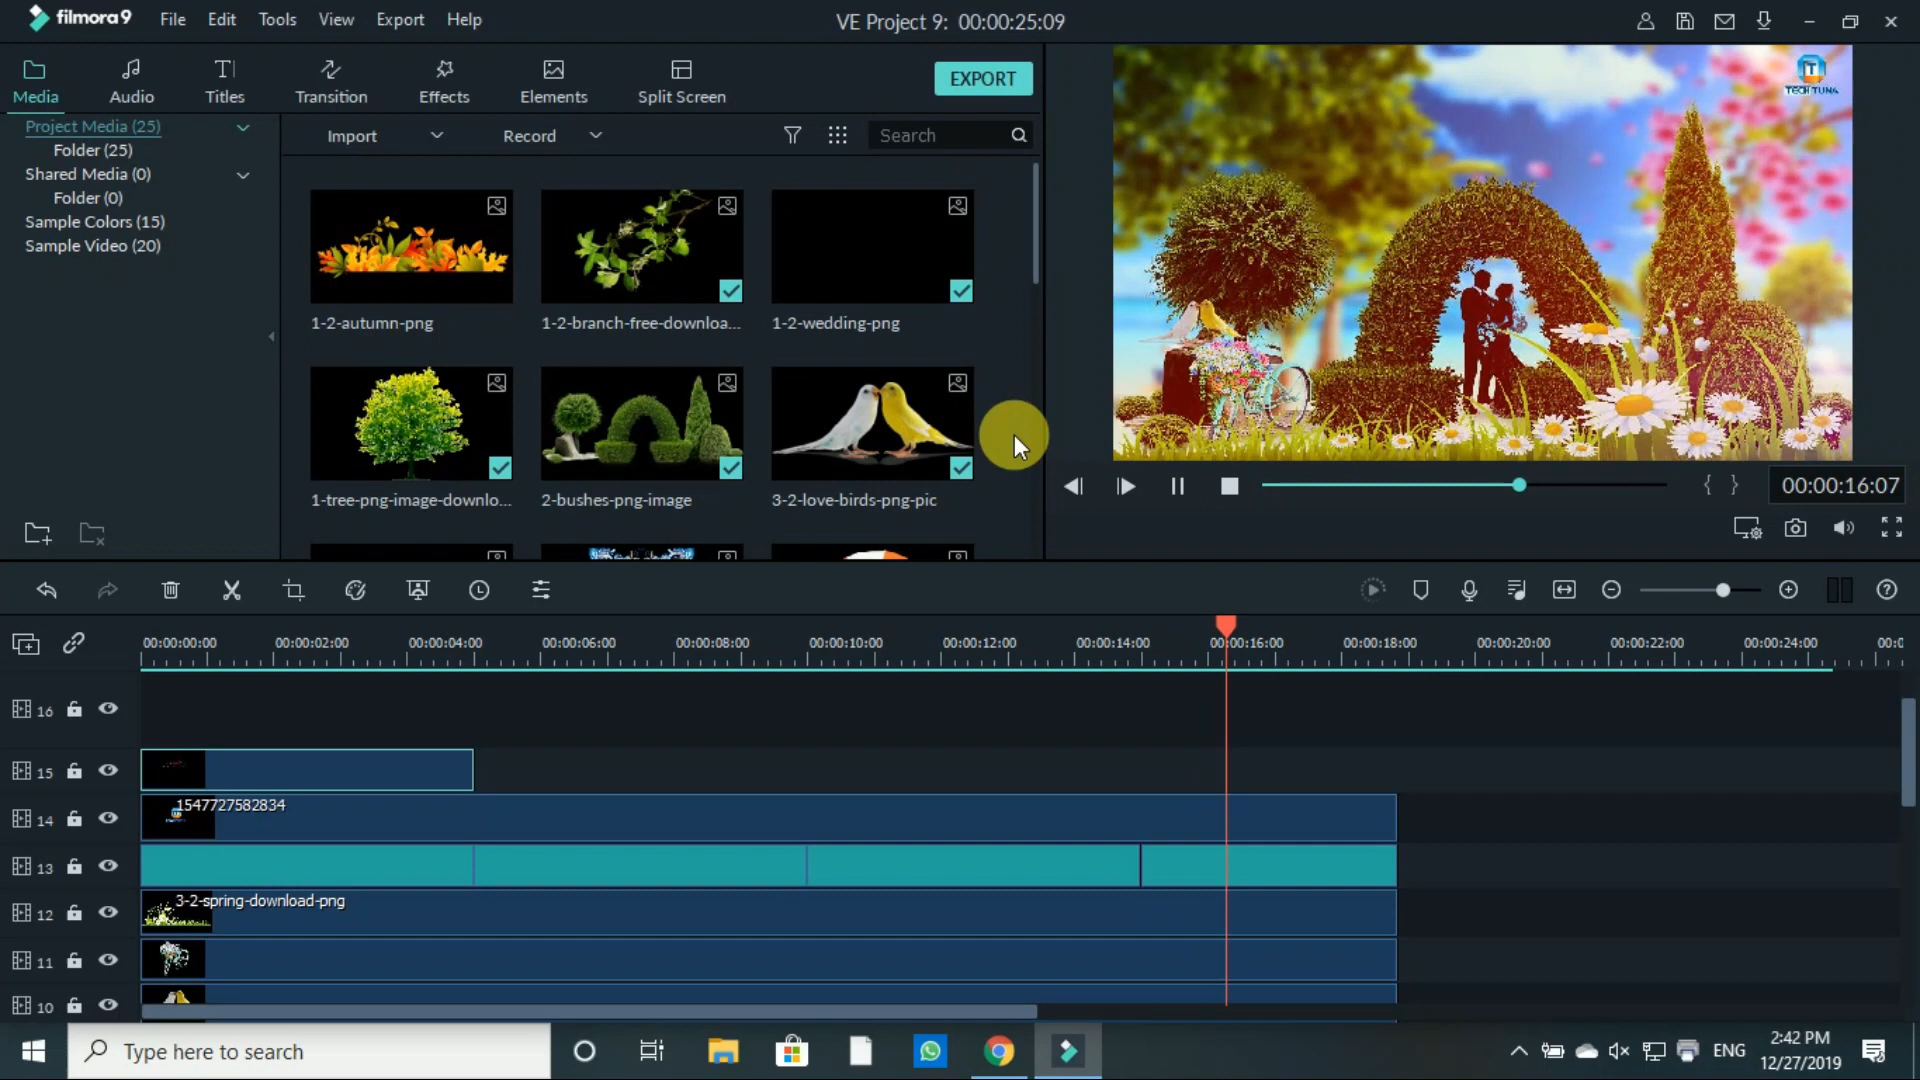 filmora9 File Edit Tools View Export Help
VE Project 9: 00:00:25:09
Media Audio Titles Transition Effects Elements Split Screen
EXPORT
TECH TUNA
Project Media (25)
Folder (25)
Shared Media (0)
Folder (0)
Sample Colors (15)
Sample Video (20)
Import Record Search
1-2-autumn-png 1-2-branch-free-downloa... 1-2-wedding-png
1-tree-png-image-downlo... 2-bushes-png-image 3-2-love-birds-png-pic
00:00:16:07
00:00:00:00 00:00:02:00 00:00:04:00 00:00:06:00 00:00:08:00 00:00:10:00 00:00:12:00 00:00:14:00 00:00:16:00 00:00:18:00 00:00:20:00 00:00:22:00 00:00:24:00 00:0
16
15
14 1547727582834
13
12 3-2-spring-download-png
11
10
Type here to search
ENG
2:42 PM
12/27/2019